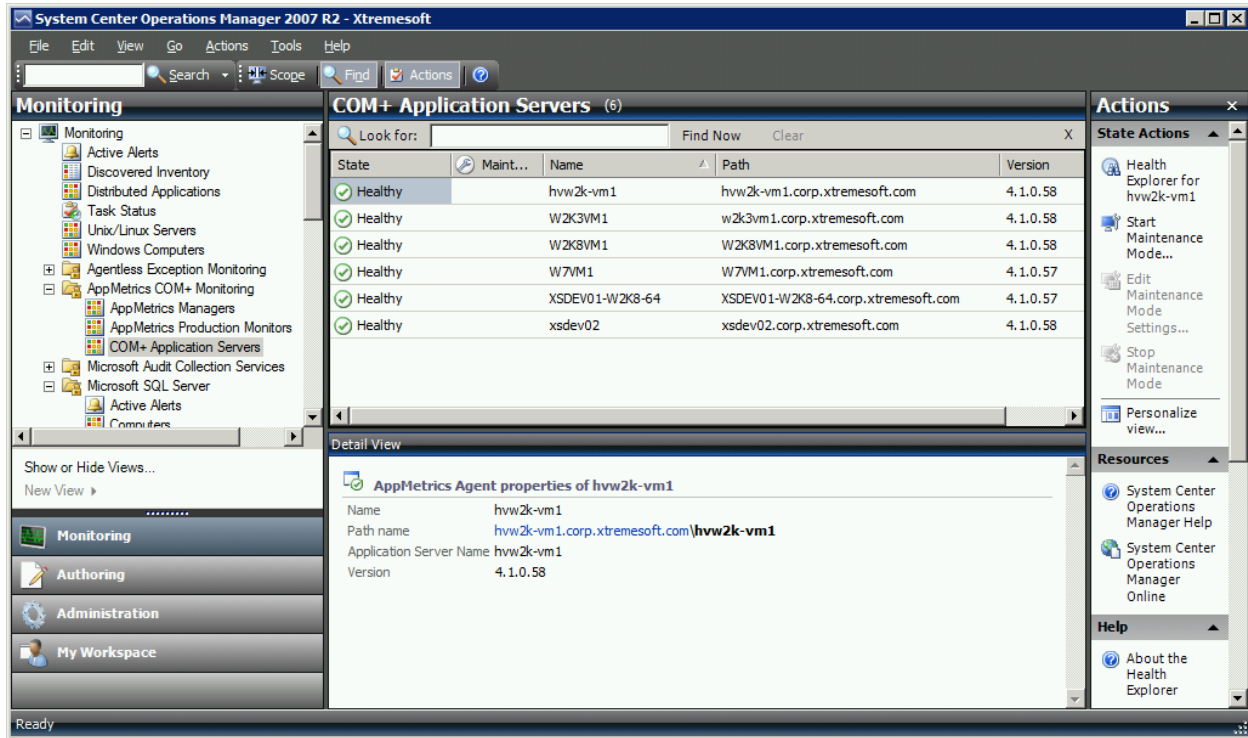 System Center Operations Manager 2007 R2 - Xtremesoft
File Edit View Go Actions Tools Help
Search Scope Find Actions
Monitoring
Monitoring
Active Alerts
Discovered Inventory
Distributed Applications
Task Status
Unix/Linux Servers
Windows Computers
Agentless Exception Monitoring
AppMetrics COM+ Monitoring
AppMetrics Managers
AppMetrics Production Monitors
COM+ Application Servers
Microsoft Audit Collection Services
Microsoft SQL Server
Active Alerts
Computers
Show or Hide Views...
New View
Monitoring
Authoring
Administration
My Workspace
COM+ Application Servers (6)
Look for: Find Now Clear X
State Maint... Name Path Version
Healthy hvw2k-vm1 hvw2k-vm1.corp.xtremesoft.com 4.1.0.58
Healthy W2K3VM1 w2k3vm1.corp.xtremesoft.com 4.1.0.58
Healthy W2K8VM1 W2K8VM1.corp.xtremesoft.com 4.1.0.58
Healthy W7VM1 W7VM1.corp.xtremesoft.com 4.1.0.57
Healthy XSDEV01-W2K8-64 XSDEV01-W2K8-64.corp.xtremesoft.com 4.1.0.57
Healthy xsdev02 xsdev02.corp.xtremesoft.com 4.1.0.58
Detail View
AppMetrics Agent properties of hvw2k-vm1
Name hvw2k-vm1
Path name hvw2k-vm1.corp.xtremesoft.com\hvw2k-vm1
Application Server Name hvw2k-vm1
Version 4.1.0.58
Actions x
State Actions
Health
Explorer for
hvw2k-vm1
Start
Maintenance
Mode...
Edit
Maintenance
Mode
Settings...
Stop
Maintenance
Mode
Personalize
view...
Resources
System Center
Operations
Manager Help
System Center
Operations
Manager
Online
Help
About the
Health
Explorer
Ready